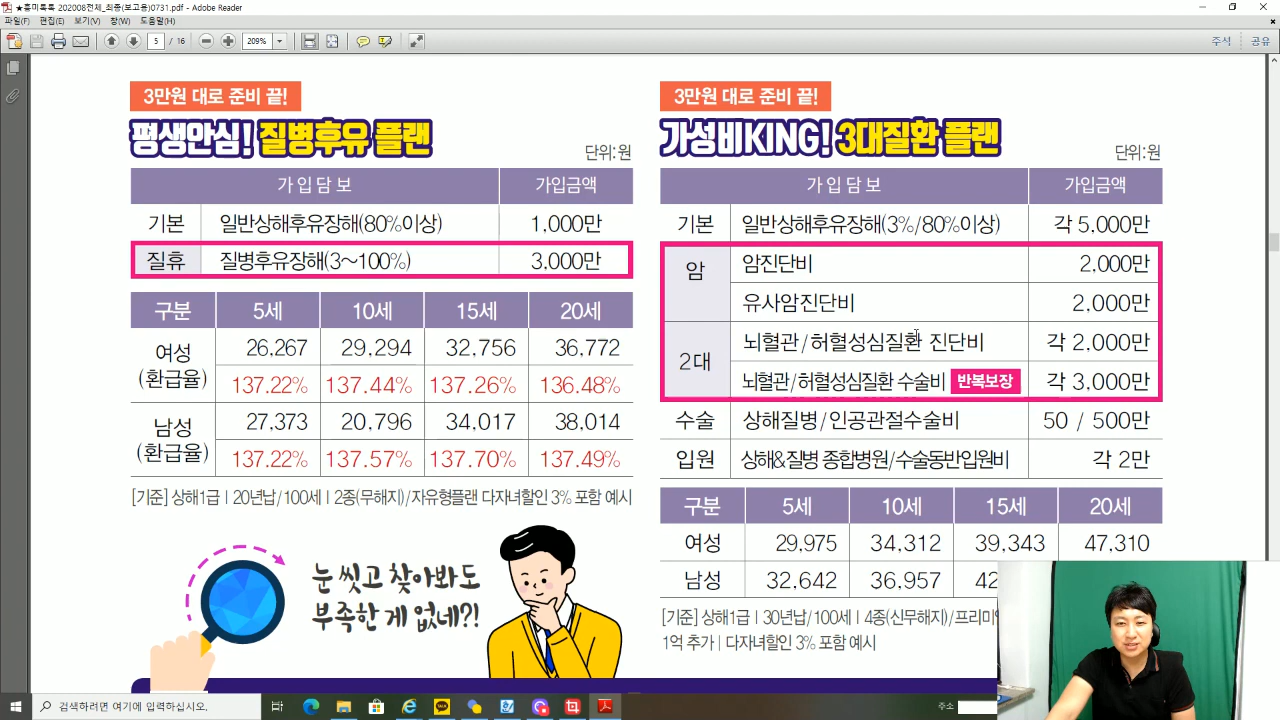 ★흥미톡톡 202008전체_최종(보고용)0731.pdf - Adobe Reader
파일(F) 편집(E) 보기(V) 창(W) 도움말(H)
5 / 16 209% 주석 공유
3만원 대로 준비 끝!
평생안심! 질병후유 플랜
단위:원
가 입 담 보 가입금액
기본 일반상해후유장해(80%이상) 1,000만
질휴 질병후유장해(3~100%) 3,000만
구분 5세 10세 15세 20세
여성 (환급율) 26,267 29,294 32,756 36,772
137.22% 137.44% 137.26% 136.48%
남성 (환급율) 27,373 20,796 34,017 38,014
137.22% 137.57% 137.70% 137.49%
[기준] 상해1급 | 20년납/100세 | 2종(무해지)/자유형플랜 다자녀할인 3% 포함 예시
눈 씻고 찾아봐도
부족한 게 없네?!
3만원 대로 준비 끝!
가성비KING! 3대질환 플랜
단위:원
가 입 담 보 가입금액
기본 일반상해후유장해(3%/80%이상) 각 5,000만
암 암진단비 2,000만
유사암진단비 2,000만
2대 뇌혈관/허혈성심질환 진단비 각 2,000만
뇌혈관/허혈성심질환 수술비 반복보장 각 3,000만
수술 상해질병/인공관절수술비 50 / 500만
입원 상해&질병 종합병원/수술동반입원비 각 2만
구분 5세 10세 15세 20세
여성 29,975 34,312 39,343 47,310
남성 32,642 36,957 42
[기준] 상해1급 | 30년납/100세 | 4종(신무해지)/프리미
1억 추가 | 다자녀할인 3% 포함 예시
검색하려면 여기에 입력하십시오.
주소